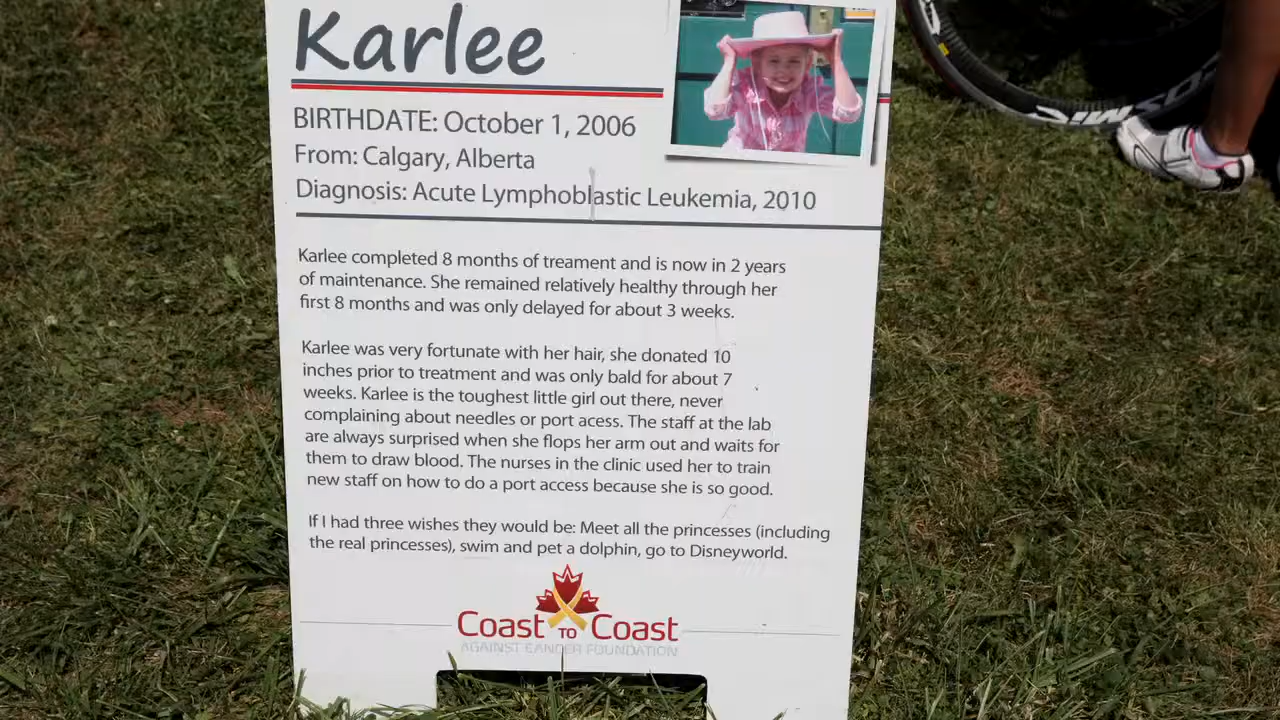 Karlee
BIRTHDATE: October 1, 2006
From: Calgary, Alberta
Diagnosis: Acute Lymphoblastic Leukemia, 2010
Karlee completed 8 months of treament and is now in 2 years
of maintenance. She remained relatively healthy through her
first 8 months and was only delayed for about 3 weeks.
Karlee was very fortunate with her hair, she donated 10
inches prior to treatment and was only bald for about 7
weeks. Karlee is the toughest little girl out there, never
complaining about needles or port acess. The staff at the lab
are always surprised when she flops her arm out and waits for
them to draw blood. The nurses in the clinic used her to train
new staff on how to do a port access because she is so good.
If I had three wishes they would be: Meet all the princesses (including
the real princesses), swim and pet a dolphin, go to Disneyworld.
Coast TO Coast
AGAINST CANCER FOUNDATION